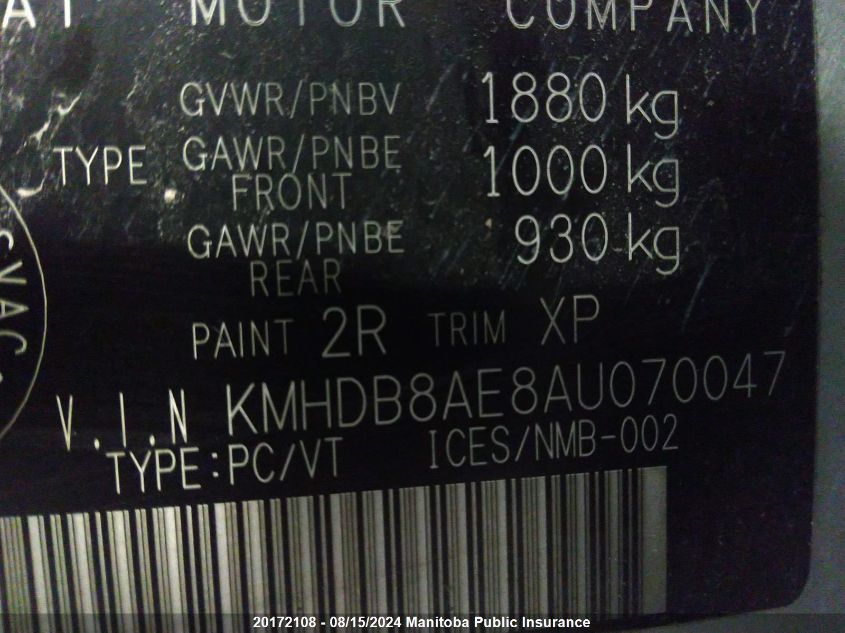 MOTOR COMPANY
GVWR/PNBV 1880 kg
TYPE GAWR/PNBE FRONT 1000 kg
GAWR/PNBE REAR 930 kg
PAINT 2R TRIM XP
V.I.N KMHDB8AE8AU070047
TYPE:PC/VT ICES/NMB-002
CVAC
20172108 - 08/15/2024 Manitoba Public Insurance